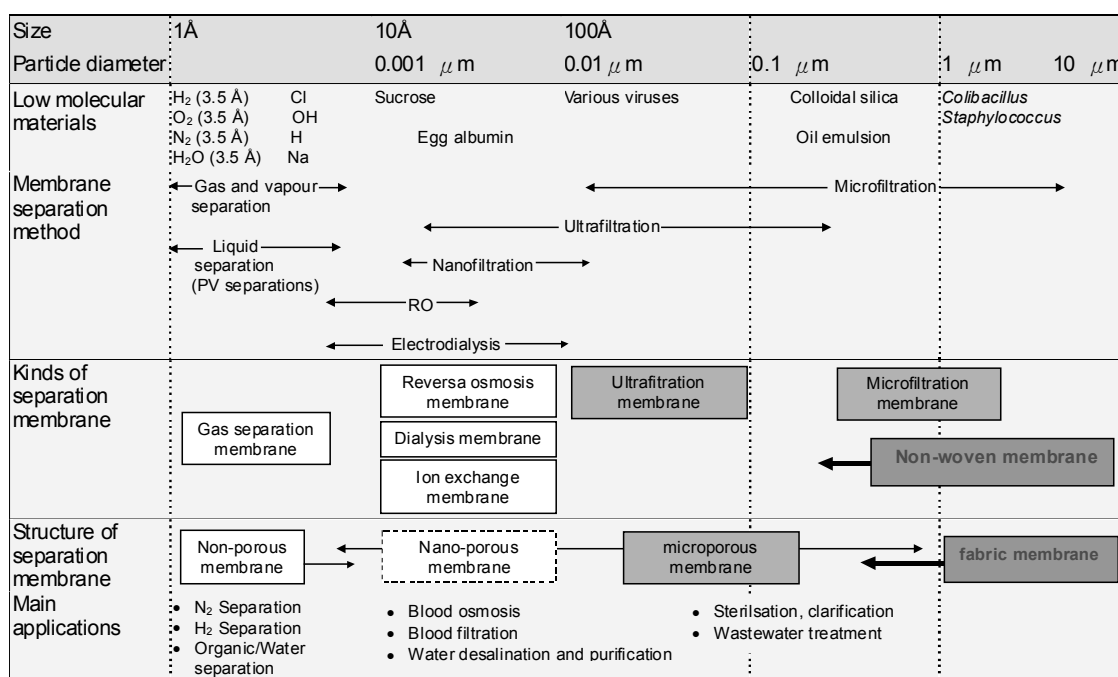 Size 1Å 10Å 100Å
Particle diameter 0.001 μm 0.01 μm 0.1 μm 1 μm 10 μm
Low molecular materials
H₂ (3.5 Å) Cl
O₂ (3.5 Å) OH
N₂ (3.5 Å) H
H₂O (3.5 Å) Na
Sucrose
Egg albumin
Various viruses
Colloidal silica
Oil emulsion
Colibacillus
Staphylococcus
Membrane
separation
method
Gas and vapour
separation
Microfiltration
Ultrafiltration
Liquid
separation
(PV separations)
Nanofiltration
RO
Electrodialysis
Kinds of
separation
membrane
Gas separation
membrane
Reversa osmosis
membrane
Dialysis membrane
Ion exchange
membrane
Ultrafitration
membrane
Microfiltration
membrane
Non-woven membrane
Structure of
separation
membrane
Non-porous
membrane
Nano-porous
membrane
microporous
membrane
fabric membrane
Main
applications
• N₂ Separation
• H₂ Separation
• Organic/Water
separation
• Blood osmosis
• Blood filtration
• Water desalination and purification
• Sterilsation, clarification
• Wastewater treatment